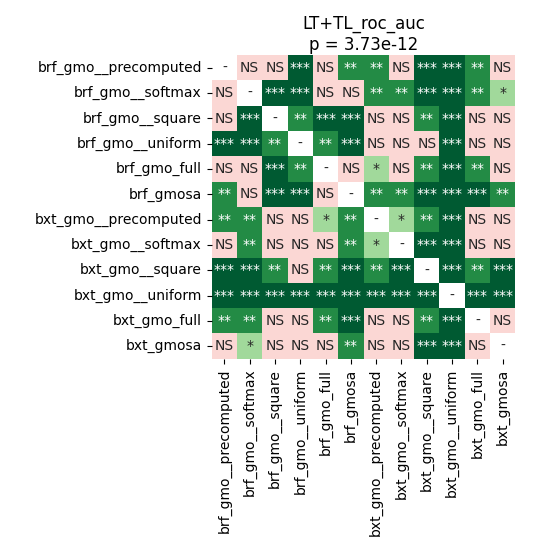 LT+TL_roc_auc
p = 3.73e-12
brf_gmo__precomputed - NS NS *** NS ** ** NS *** *** ** NS
brf_gmo__softmax NS - *** *** NS NS ** ** *** *** ** *
brf_gmo__square NS *** - ** *** *** NS NS ** *** NS NS
brf_gmo__uniform *** *** ** - ** *** NS NS NS *** NS NS
brf_gmo_full NS NS *** ** - NS * NS ** *** ** NS
brf_gmosa ** NS *** *** NS - ** ** *** *** *** **
bxt_gmo__precomputed ** ** NS NS * ** - * ** *** NS NS
bxt_gmo__softmax NS ** NS NS NS ** * - *** *** NS NS
bxt_gmo__square *** *** ** NS ** *** ** *** - *** ** ***
bxt_gmo__uniform *** *** *** *** *** *** *** *** *** - *** ***
bxt_gmo_full ** ** NS NS ** *** NS NS ** *** - NS
bxt_gmosa NS * NS NS NS ** NS NS *** *** NS -
brf_gmo__precomputed
brf_gmo__softmax
brf_gmo__square
brf_gmo__uniform
brf_gmo_full
brf_gmosa
bxt_gmo__precomputed
bxt_gmo__softmax
bxt_gmo__square
bxt_gmo__uniform
bxt_gmo_full
bxt_gmosa